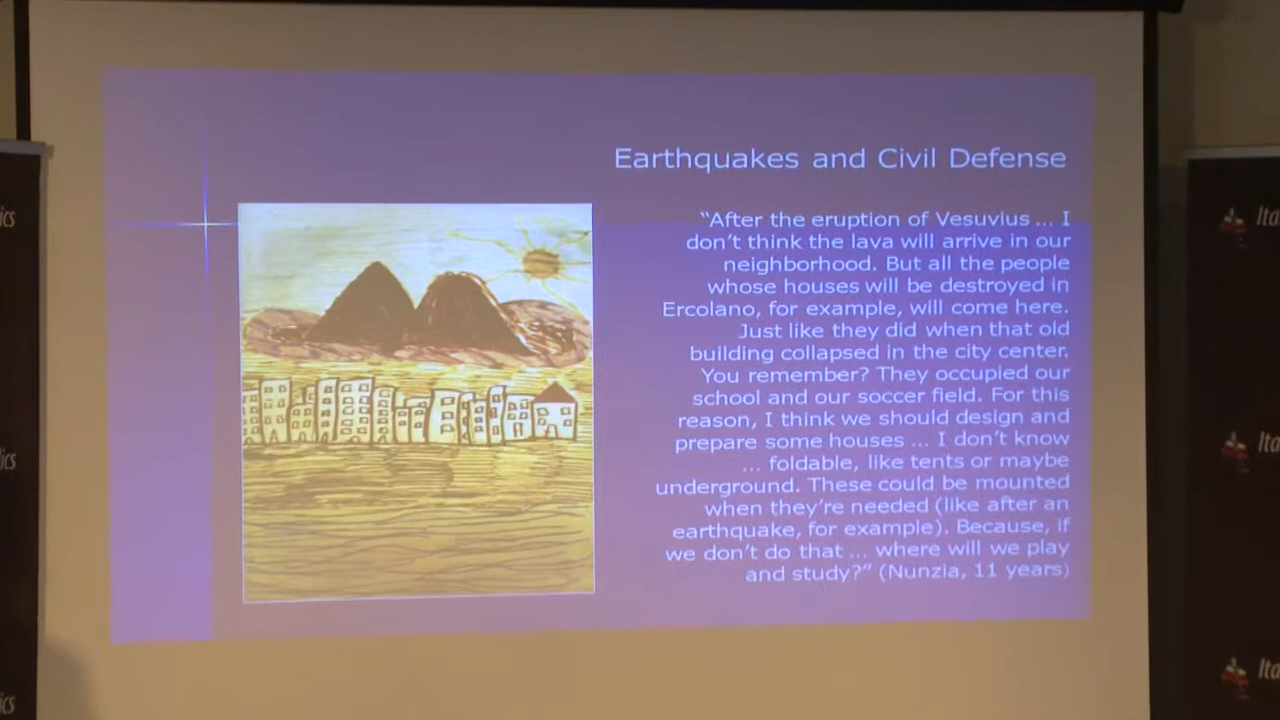 Earthquakes and Civil Defense
“After the eruption of Vesuvius ... I
don’t think the lava will arrive in our
neighborhood. But all the people
whose houses will be destroyed in
Ercolano, for example, will come here.
Just like they did when that old
building collapsed in the city center.
You remember? They occupied our
school and our soccer field. For this
reason, I think we should design and
prepare some houses ... I don’t know
... foldable, like tents or maybe
underground. These could be mounted
when they’re needed (like after an
earthquake, for example). Because, if
we don’t do that ... where will we play
and study?” (Nunzia, 11 years)